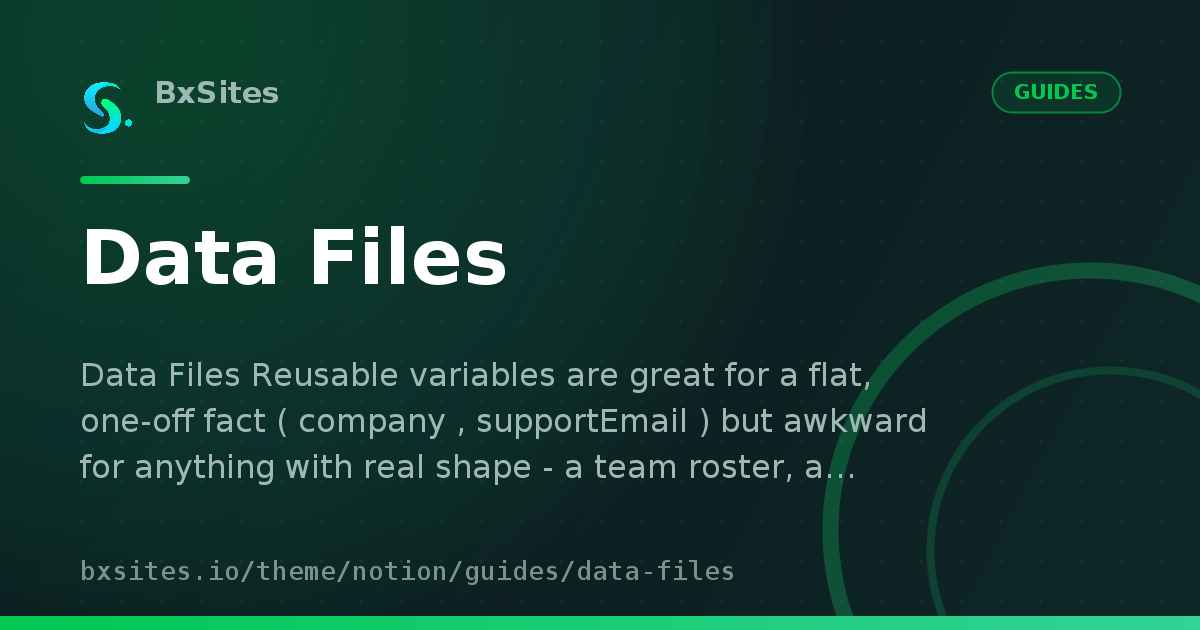 BxSites
GUIDES
Data Files
Data Files Reusable variables are great for a flat,
one-off fact ( company , supportEmail ) but awkward
for anything with real shape - a team roster, a...
bxsites.io/theme/notion/guides/data-files